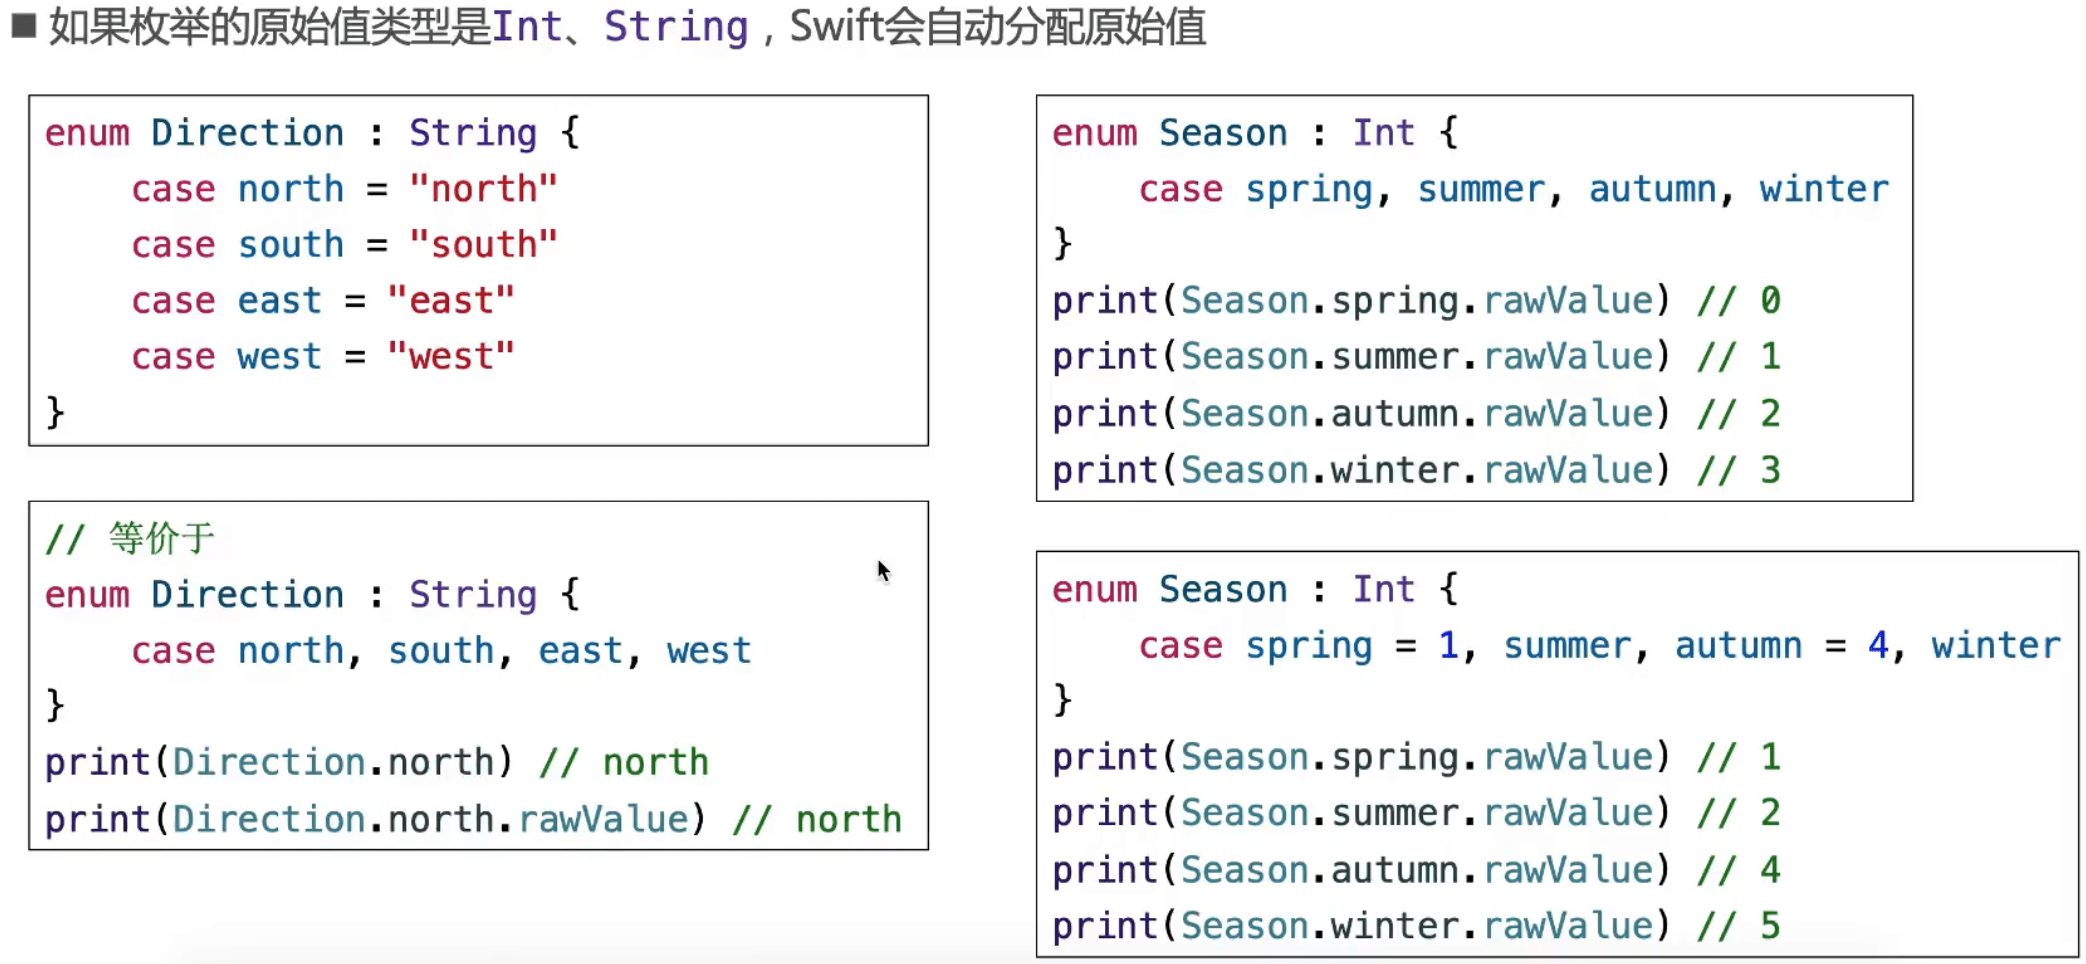 ■ 如果枚举的原始值类型是Int、String，Swift会自动分配原始值
enum Direction : String {
    case north = "north"
    case south = "south"
    case east = "east"
    case west = "west"
}
// 等价于
enum Direction : String {
    case north, south, east, west
}
print(Direction.north) // north
print(Direction.north.rawValue) // north
enum Season : Int {
    case spring, summer, autumn, winter
}
print(Season.spring.rawValue) // 0
print(Season.summer.rawValue) // 1
print(Season.autumn.rawValue) // 2
print(Season.winter.rawValue) // 3
enum Season : Int {
    case spring = 1, summer, autumn = 4, winter
}
print(Season.spring.rawValue) // 1
print(Season.summer.rawValue) // 2
print(Season.autumn.rawValue) // 4
print(Season.winter.rawValue) // 5